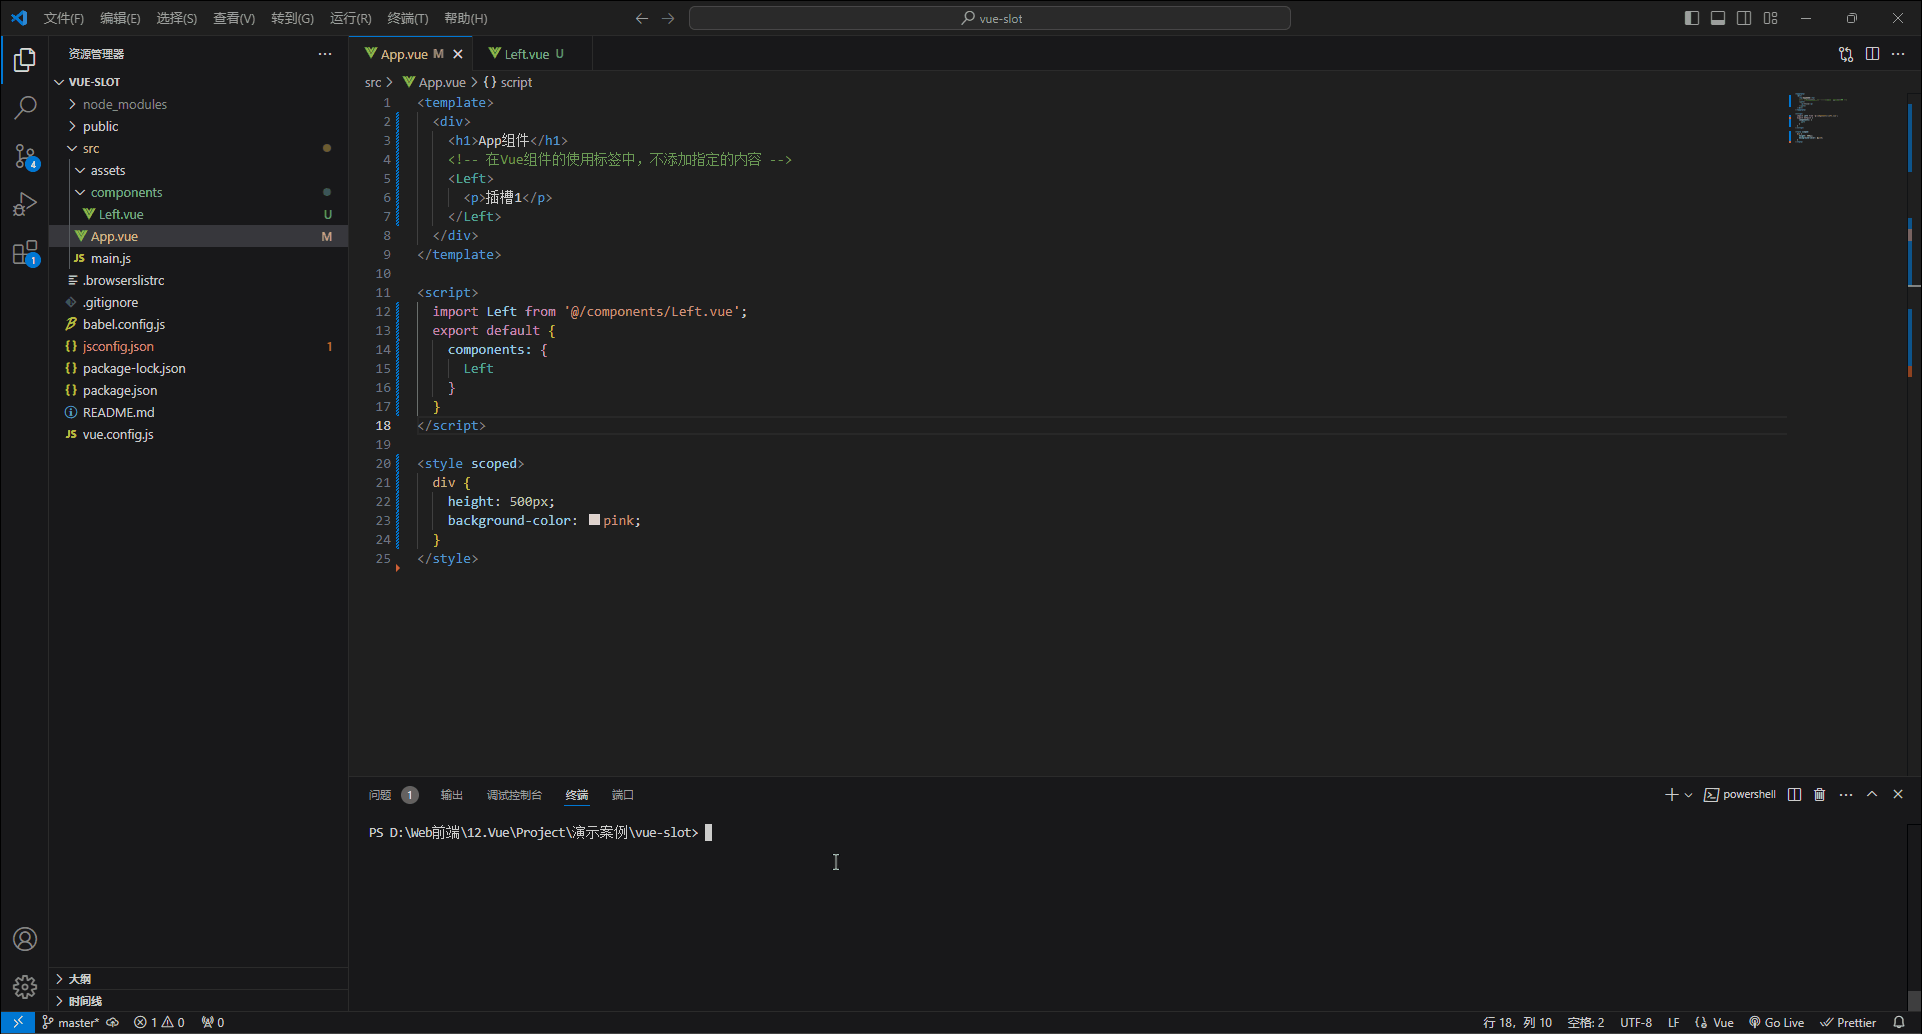 文件(F) 编辑(E) 选择(S) 查看(V) 转到(G) 运行(R) 终端(T) 帮助(H)
vue-slot
资源管理器
VUE-SLOT
node_modules
public
src
assets
components
Left.vue U
App.vue M
JS main.js
.browserslistrc
.gitignore
babel.config.js
{} jsconfig.json 1
{} package-lock.json
{} package.json
README.md
JS vue.config.js
大纲
时间线
4
1
App.vue M
Left.vue U
src > App.vue > {} script
1 <template>
2 <div>
3 <h1>App组件</h1>
4 <!-- 在Vue组件的使用标签中，不添加指定的内容 -->
5 <Left>
6 <p>插槽1</p>
7 </Left>
8 </div>
9 </template>
10
11 <script>
12 import Left from '@/components/Left.vue';
13 export default {
14 components: {
15 Left
16 }
17 }
18 </script>
19
20 <style scoped>
21 div {
22 height: 500px;
23 background-color: pink;
24 }
25 </style>
问题 1 输出 调试控制台 终端 端口
powershell
PS D:\Web前端\12.Vue\Project\演示案例\vue-slot>
master* 1 0 0
行 18，列 10 空格: 2 UTF-8 LF {} Vue Go Live Prettier